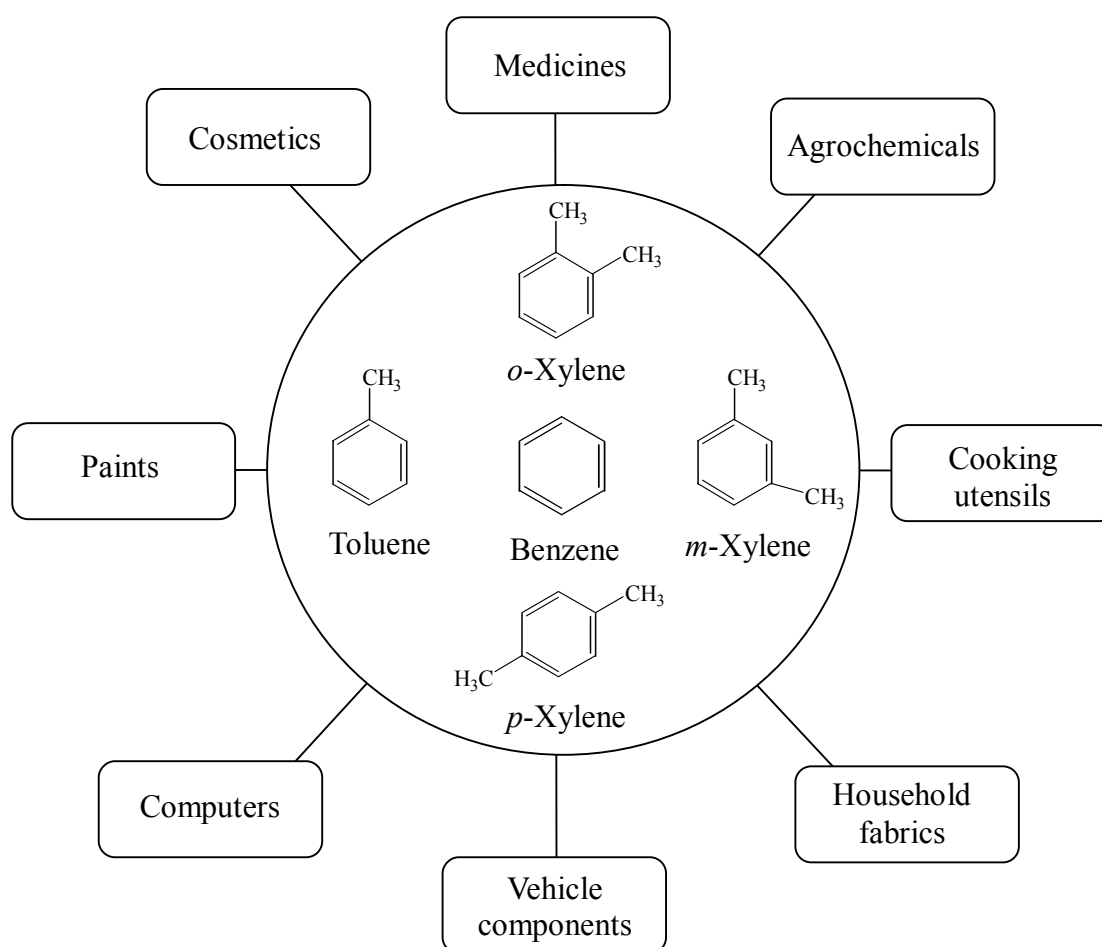 Medicines
Cosmetics
Agrochemicals
CH3
CH3
o-Xylene
CH3
CH3
Paints
Cooking
utensils
CH3
Toluene
Benzene
m-Xylene
CH3
H3C
p-Xylene
Computers
Household
fabrics
Vehicle
components